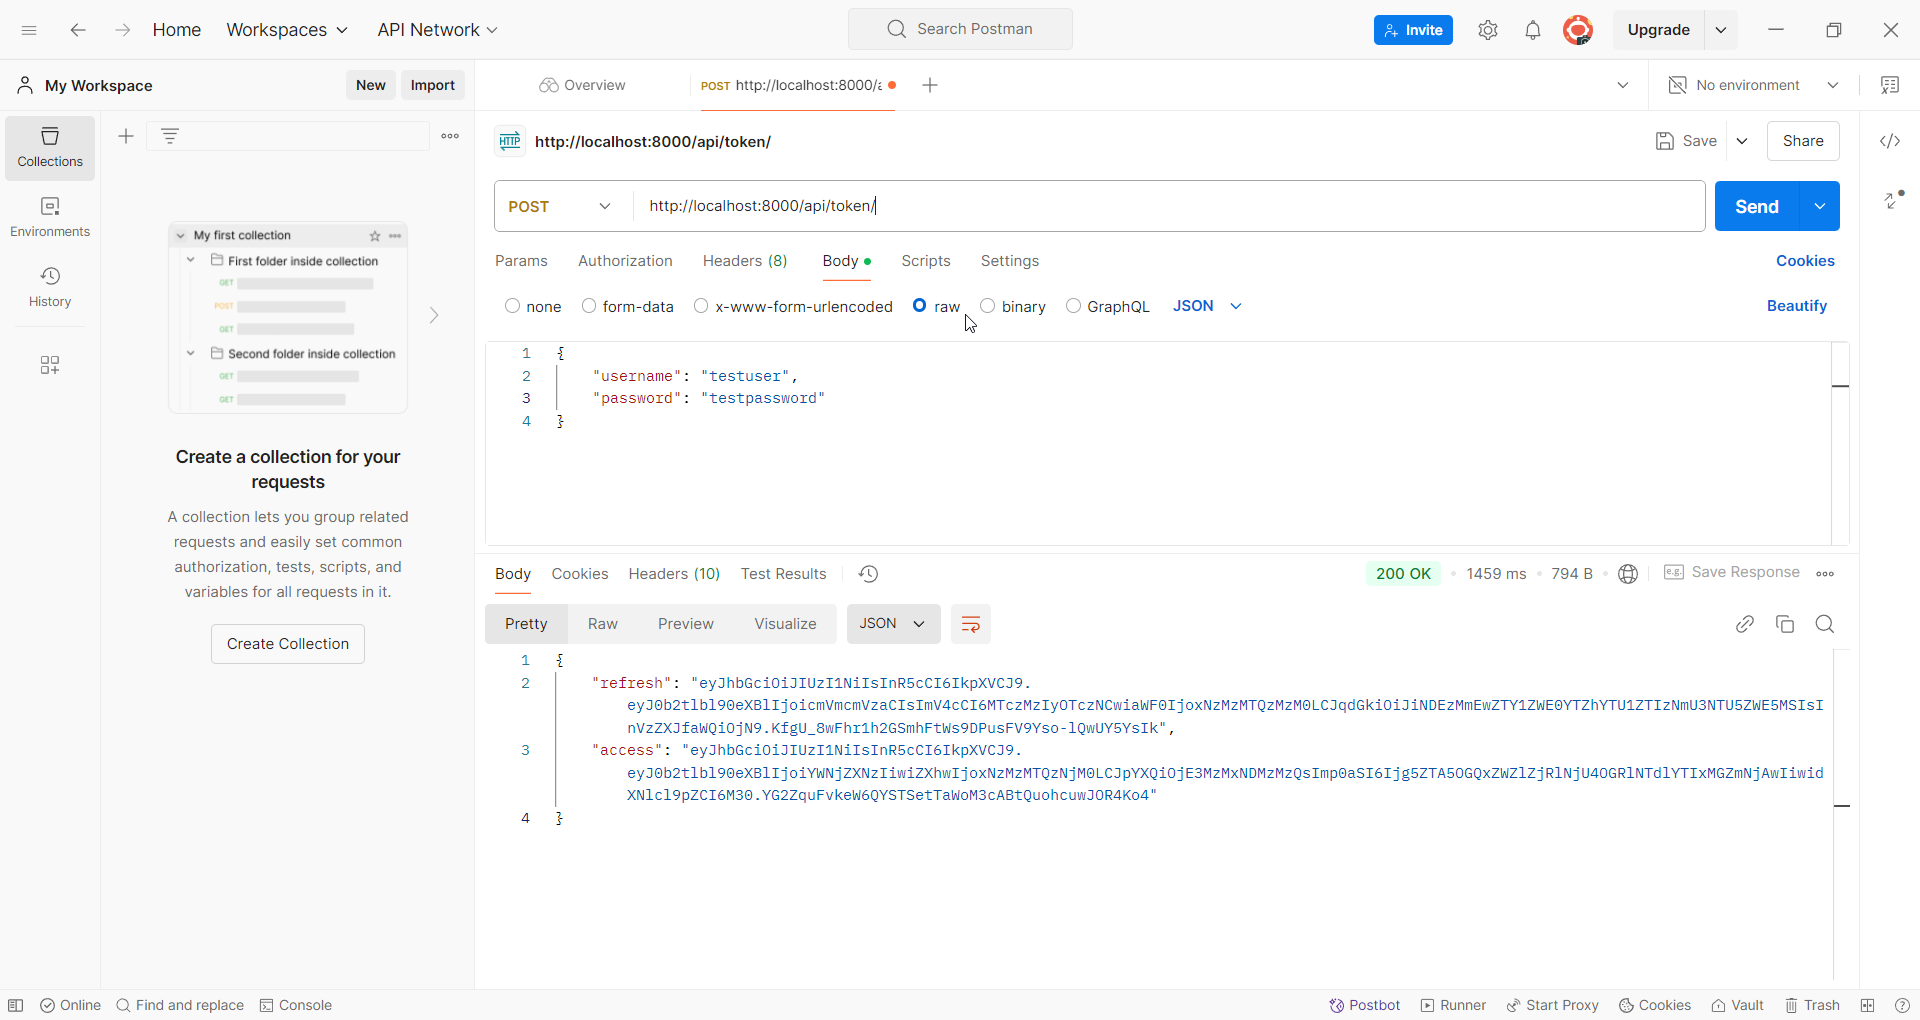 Home
Workspaces
API Network
Search Postman
Invite
Upgrade
My Workspace
New
Import
Overview
POST http://localhost:8000/a
No environment
Collections
Environments
History
My first collection
First folder inside collection
GET
POST
GET
Second folder inside collection
GET
GET
Create a collection for your
requests
A collection lets you group related
requests and easily set common
authorization, tests, scripts, and
variables for all requests in it.
Create Collection
HTTP http://localhost:8000/api/token/
Save
Share
POST
http://localhost:8000/api/token/
Send
Params
Authorization
Headers (8)
Body
Scripts
Settings
Cookies
none
form-data
x-www-form-urlencoded
raw
binary
GraphQL
JSON
Beautify
1 {
2 "username": "testuser",
3 "password": "testpassword"
4 }
Body
Cookies
Headers (10)
Test Results
200 OK
1459 ms
794 B
e.g. Save Response
Pretty
Raw
Preview
Visualize
JSON
1 {
2 "refresh": "eyJhbGciOiJIUzI1NiIsInR5cCI6IkpXVCJ9.
eyJ0b2tlbl90eXBlIjoicmVmcmVzaCIsImV4cCI6MTczMzIyOTczNCwiaWF0IjoxNzMzMTQzMzM0LCJqdGkiOiJiNDEzMmEwZTY1ZWE0YTZhYTU1ZTIzNmU3NTU5ZWE5MSIsI
nVzZXJfaWQiOjN9.KfgU_8wFhr1h2GSmhFtWs9DPusFV9Yso-lQwUY5YsIk",
3 "access": "eyJhbGciOiJIUzI1NiIsInR5cCI6IkpXVCJ9.
eyJ0b2tlbl90eXBlIjoiYWNjZXNzIiwiZXhwIjoxNzMzMTQzNjM0LCJpYXQiOjE3MzMxNDMzMzQsImp0aSI6Ijg5ZTA5OGQxZWZlZjRlNjU4OGRlNTdlYTIxMGZmNjAwIiwid
XNlcl9pZCI6M30.YG2ZquFvkeW6QYSTSetTaWoM3cABtQuohcuwJOR4Ko4"
4 }
Online
Find and replace
Console
Postbot
Runner
Start Proxy
Cookies
Vault
Trash